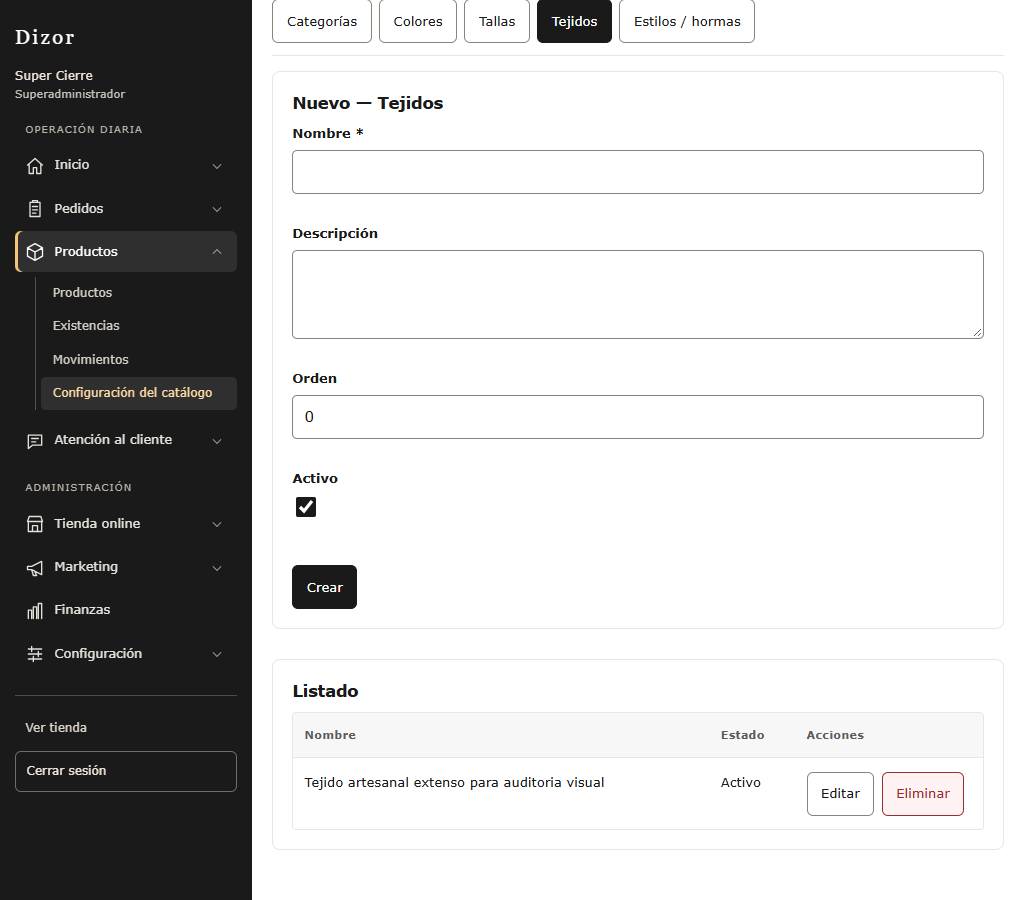 Dizor
Super Cierre
Superadministrador
OPERACIÓN DIARIA
Inicio
Pedidos
Productos
Productos
Existencias
Movimientos
Configuración del catálogo
Atención al cliente
ADMINISTRACIÓN
Tienda online
Marketing
Finanzas
Configuración
Ver tienda
Cerrar sesión
Categorías
Colores
Tallas
Tejidos
Estilos / hormas
Nuevo — Tejidos
Nombre *
Descripción
Orden
0
Activo
Crear
Listado
Nombre Estado Acciones
Tejido artesanal extenso para auditoria visual Activo Editar Eliminar